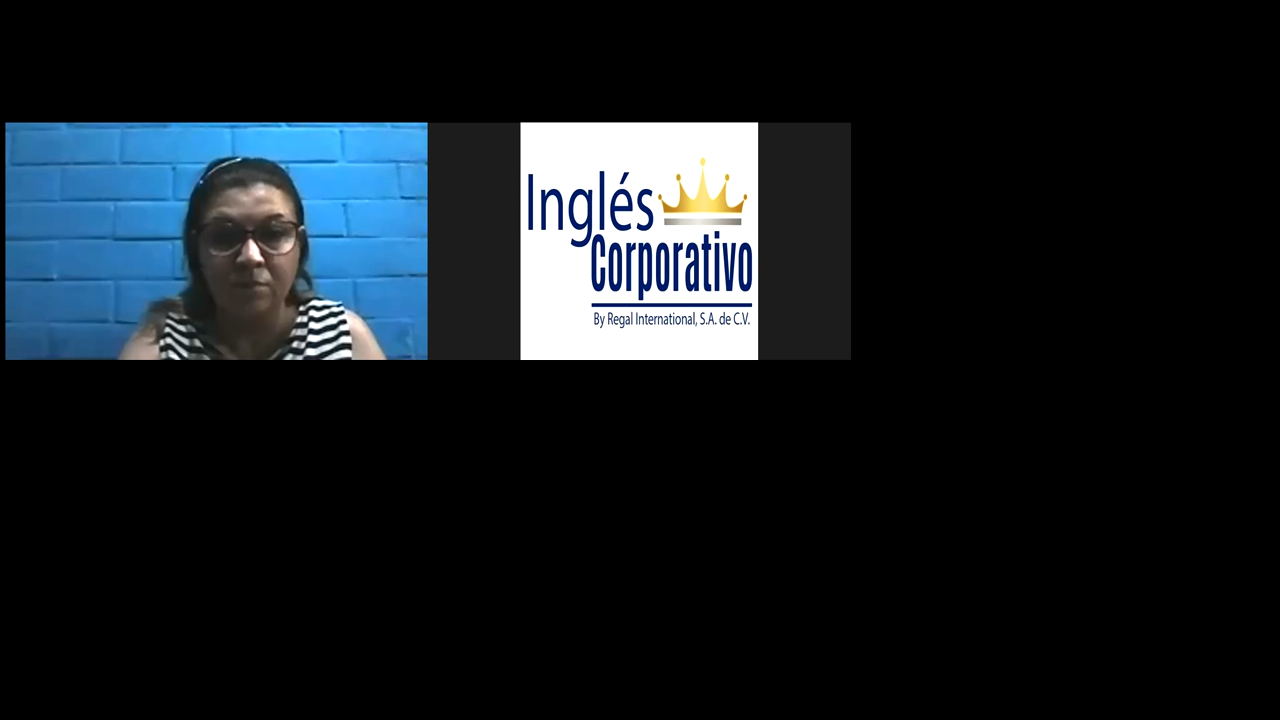 Inglés
Corporativo
By Regal International, S.A. de C.V.